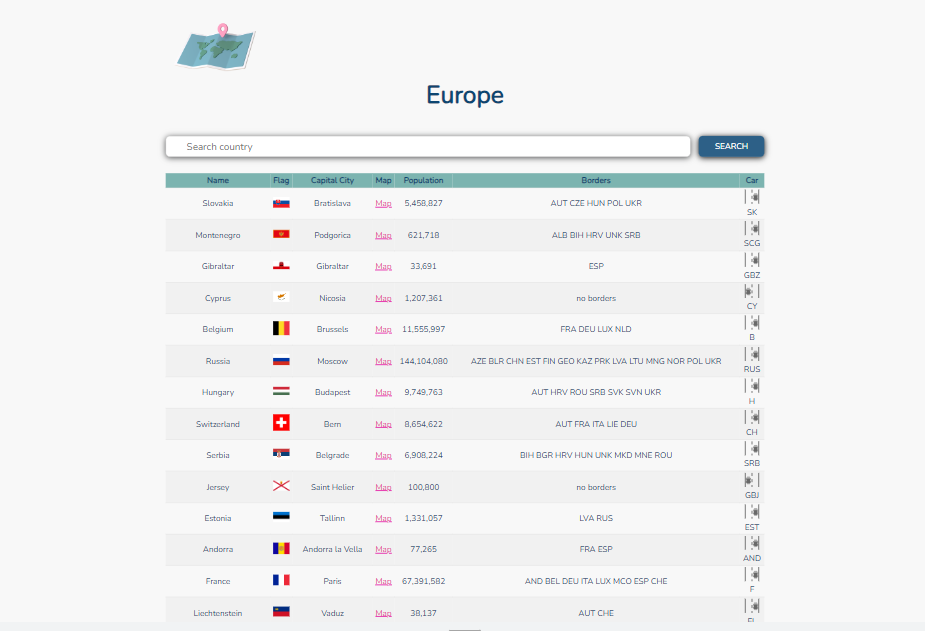 Europe
Search country SEARCH
Name Flag Capital City Map Population Borders Car
Slovakia Bratislava Map 5,458,827 AUT CZE HUN POL UKR SK
Montenegro Podgorica Map 621,718 ALB BIH HRV UNK SRB SCG
Gibraltar Gibraltar Map 33,691 ESP GBZ
Cyprus Nicosia Map 1,207,361 no borders CY
Belgium Brussels Map 11,555,997 FRA DEU LUX NLD B
Russia Moscow Map 144,104,080 AZE BLR CHN EST FIN GEO KAZ PRK LVA LTU MNG NOR POL UKR RUS
Hungary Budapest Map 9,749,763 AUT HRV ROU SRB SVK SVN UKR H
Switzerland Bern Map 8,654,622 AUT FRA ITA LIE DEU CH
Serbia Belgrade Map 6,908,224 BIH BGR HRV HUN UNK MKD MNE ROU SRB
Jersey Saint Helier Map 100,800 no borders GBJ
Estonia Tallinn Map 1,331,057 LVA RUS EST
Andorra Andorra la Vella Map 77,265 FRA ESP AND
France Paris Map 67,391,582 AND BEL DEU ITA LUX MCO ESP CHE F
Liechtenstein Vaduz Map 38,137 AUT CHE